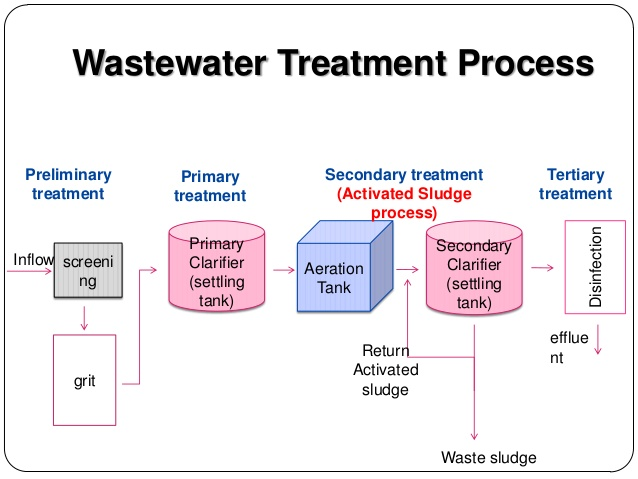 Wastewater Treatment Process
Preliminary
treatment
Primary
treatment
Secondary treatment
(Activated Sludge
process)
Tertiary
treatment
Inflow
screeni
ng
grit
Primary
Clarifier
(settling
tank)
Aeration
Tank
Secondary
Clarifier
(settling
tank)
Disinfection
efflue
nt
Return
Activated
sludge
Waste sludge